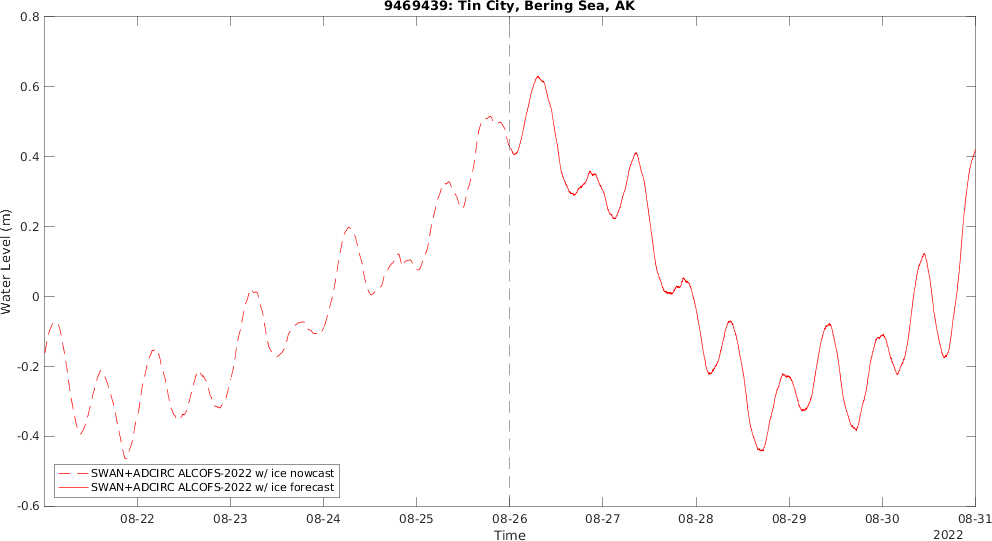 9469439: Tin City, Bering Sea, AK
0.8
0.6
0.4
0.2
0
-0.2
-0.4
-0.6
Water Level (m)
SWAN+ADCIRC ALCOFS-2022 w/ ice nowcast
SWAN+ADCIRC ALCOFS-2022 w/ ice forecast
08-22 08-23 08-24 08-25 08-26 08-27 08-28 08-29 08-30 08-31
Time
2022